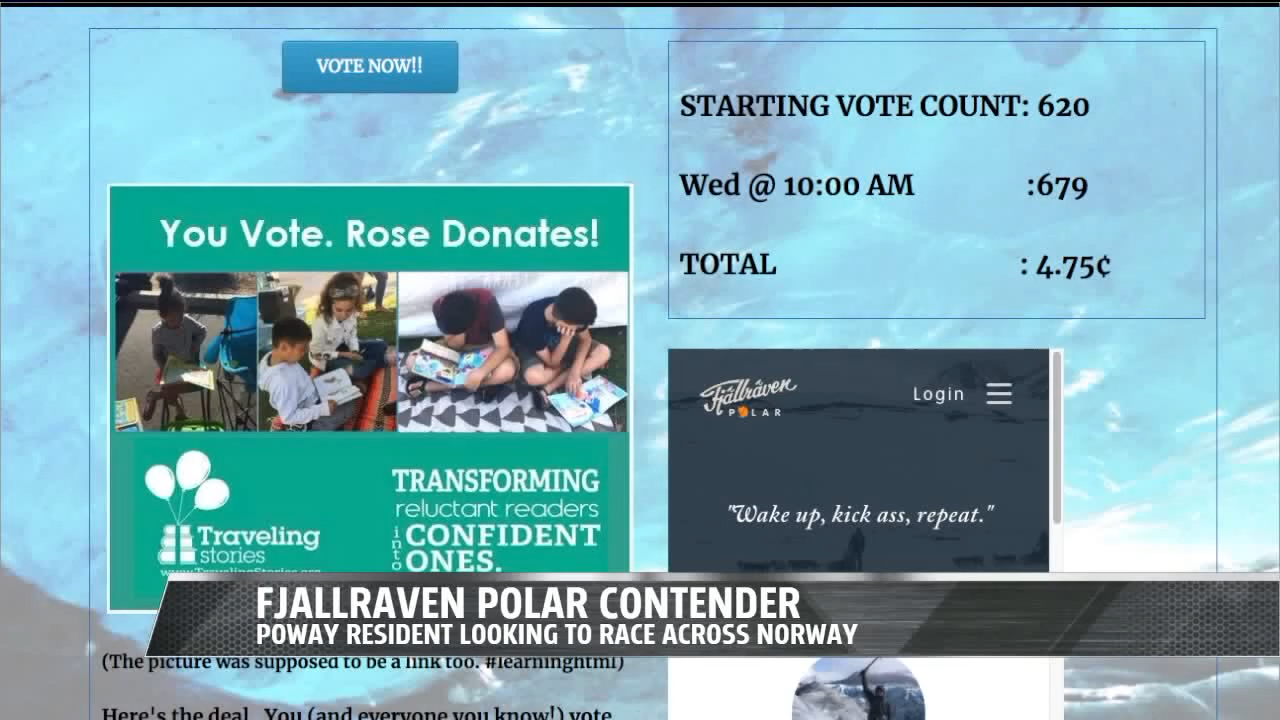 VOTE NOW!!
STARTING VOTE COUNT: 620
Wed @ 10:00 AM :679
TOTAL : 4.75¢
You Vote. Rose Donates!
Traveling
stories
www.TravelingStories.org
TRANSFORMING
reluctant readers
into CONFIDENT
ONES.
Fjällräven
POLAR
Login
"Wake up, kick ass, repeat."
FJALLRAVEN POLAR CONTENDER
POWAY RESIDENT LOOKING TO RACE ACROSS NORWAY
(The picture was supposed to be a link too. #learninghtml)
Here's the deal. You (and everyone you know!) vote